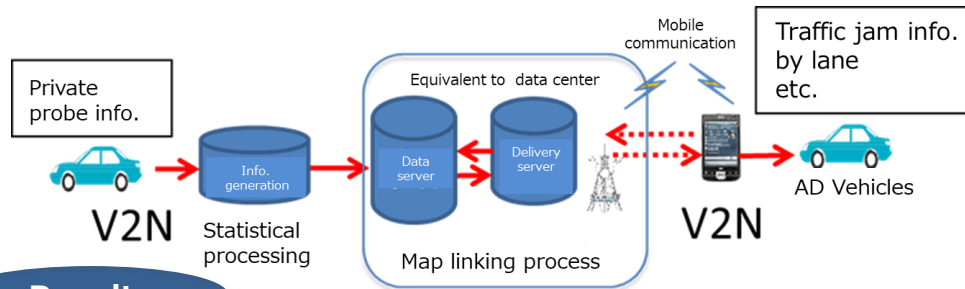 Private
probe info.
V2N
Info.
generation
Statistical
processing
Equivalent to data center
Data
server
Delivery
server
Map linking process
Mobile
communication
V2N
Traffic jam info.
by lane
etc.
AD Vehicles